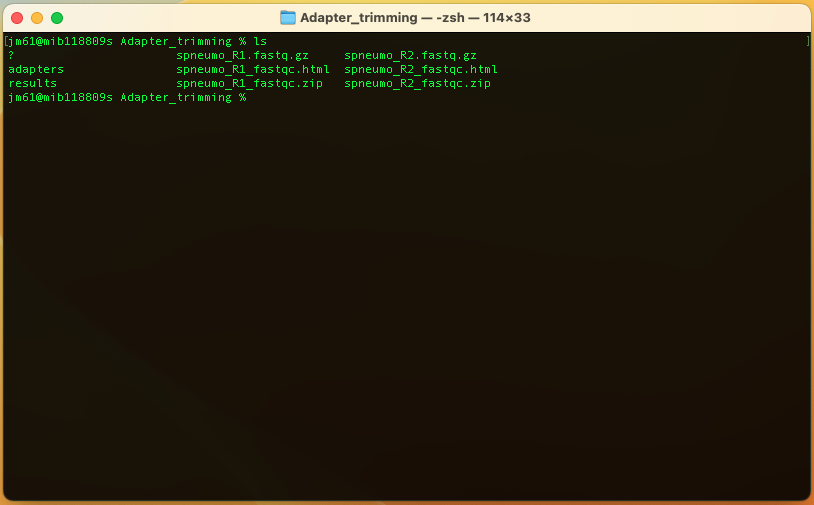 Adapter_trimming — -zsh — 114×33
[jm61@mib118809s Adapter_trimming % ls ]
? spneumo_R1.fastq.gz spneumo_R2.fastq.gz
adapters spneumo_R1_fastqc.html spneumo_R2_fastqc.html
results spneumo_R1_fastqc.zip spneumo_R2_fastqc.zip
jm61@mib118809s Adapter_trimming %